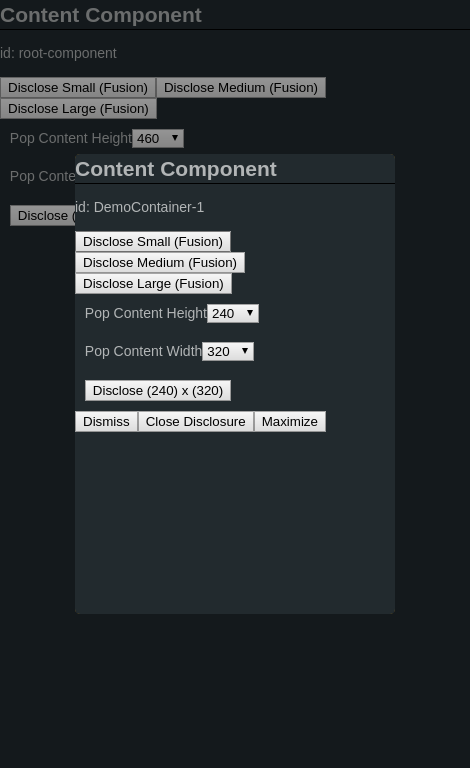 Content Component
id: root-component
Disclose Small (Fusion) Disclose Medium (Fusion)
Disclose Large (Fusion)
Pop Content Height 460
Pop Conte
Disclose (
Content Component
id: DemoContainer-1
Disclose Small (Fusion)
Disclose Medium (Fusion)
Disclose Large (Fusion)
Pop Content Height 240
Pop Content Width 320
Disclose (240) x (320)
Dismiss Close Disclosure Maximize